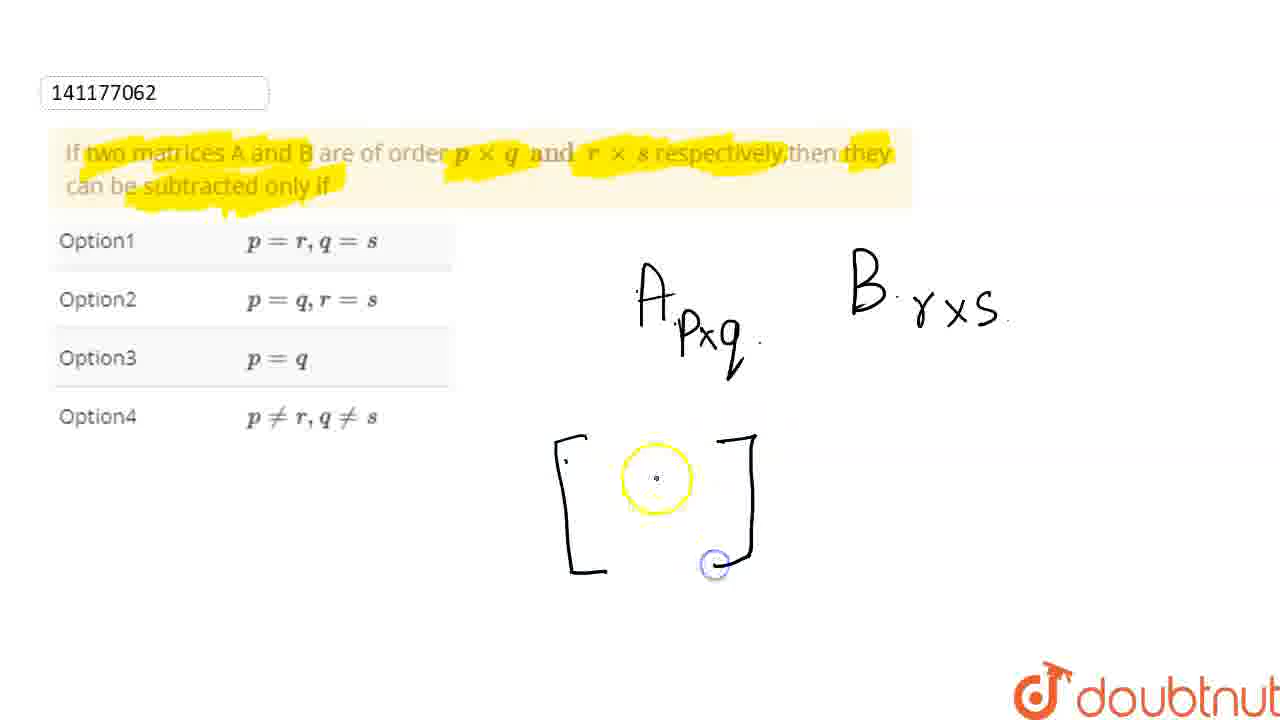 141177062
If two matrices A and B are of order p × q and r × s respectively,then they
can be subtracted only if
Option1 p = r, q = s
Option2 p = q, r = s
Option3 p = q
Option4 p ≠ r, q ≠ s
A p×q B r×s
doubtnut